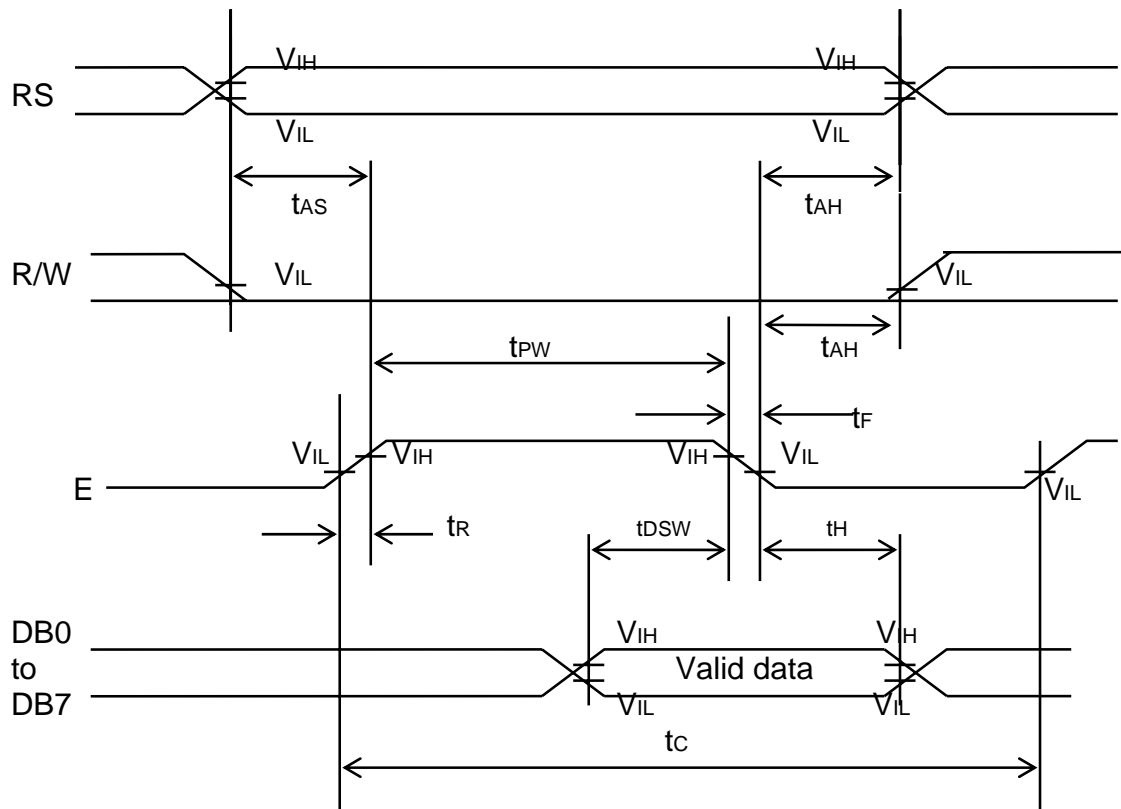 VIH VIH
RS
VIL VIL
tAS tAH
R/W VIL VIL
tPW tAH
tF
VIL VIH VIH VIL
E VIL
tR tDSW tH
DB0 VIH VIH
to Valid data
DB7 VIL VIL
tC